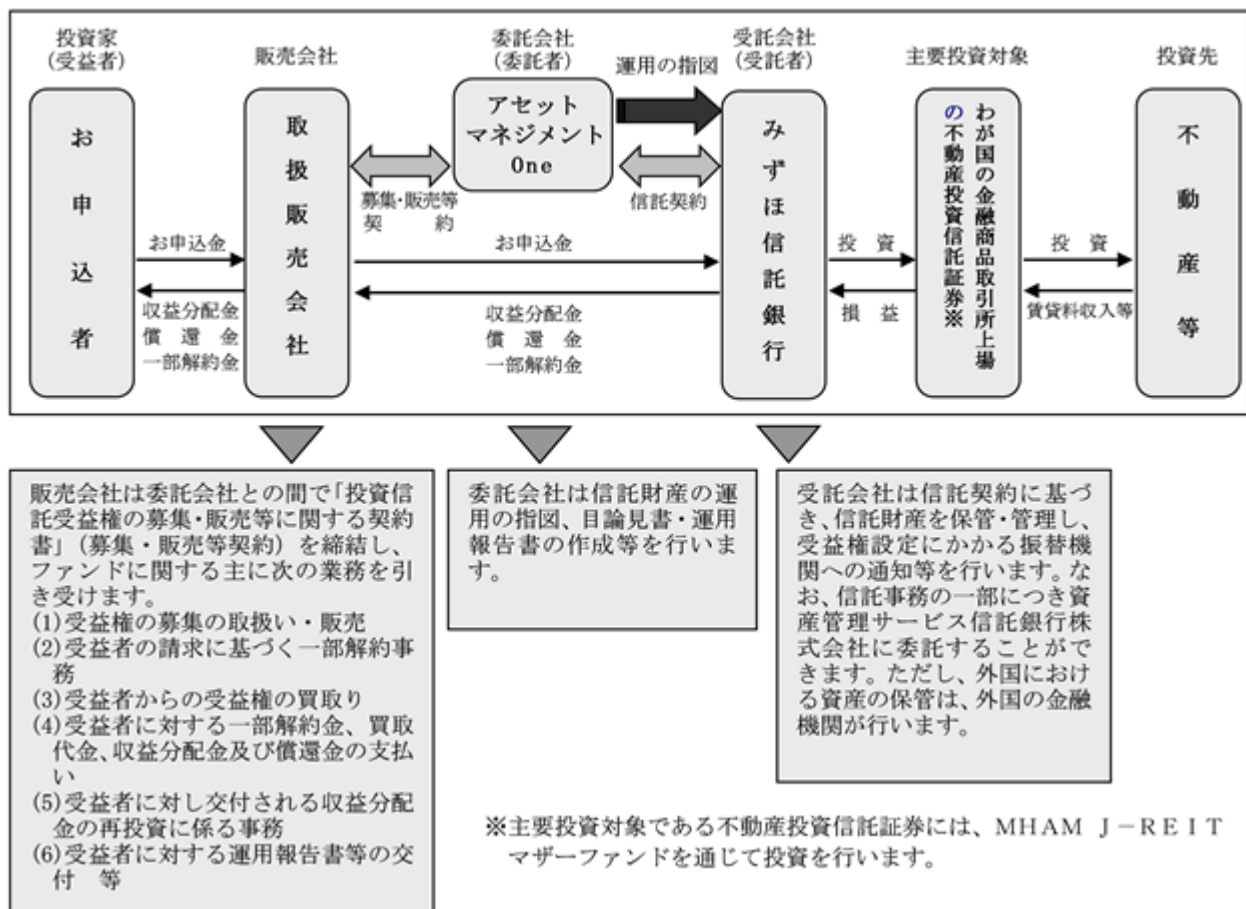 投資家
(受益者)
販売会社
委託会社
(委託者)
運用の指図
受託会社
(受託者)
主要投資対象
投資先
お申込者
取扱販売会社
アセット
マネジメント
One
みずほ信託銀行
わが国の金融商品取引所上場
の不動産投資信託証券※
不動産等
募集・販売等
契約
信託契約
お申込金
収益分配金
償還金
一部解約金
お申込金
収益分配金
償還金
一部解約金
投資
損益
投資
賃貸料収入等
販売会社は委託会社との間で「投資信
託受益権の募集・販売等に関する契約
書」（募集・販売等契約）を締結し、
ファンドに関する主に次の業務を引
き受けます。
(1)受益権の募集の取扱い・販売
(2)受益者の請求に基づく一部解約事
務
(3)受益者からの受益権の買取り
(4)受益者に対する一部解約金、買取
代金、収益分配金及び償還金の支払
い
(5)受益者に対し交付される収益分配
金の再投資に係る事務
(6)受益者に対する運用報告書等の交
付　等
委託会社は信託財産の運
用の指図、目論見書・運用
報告書の作成等を行いま
す。
受託会社は信託契約に基づ
き、信託財産を保管・管理し、
受益権設定にかかる振替機
関への通知等を行います。な
お、信託事務の一部につき資
産管理サービス信託銀行株
式会社に委託することがで
きます。ただし、外国におけ
る資産の保管は、外国の金融
機関が行います。
※主要投資対象である不動産投資信託証券には、ＭＨＡＭ　Ｊ－ＲＥＩＴ
マザーファンドを通じて投資を行います。